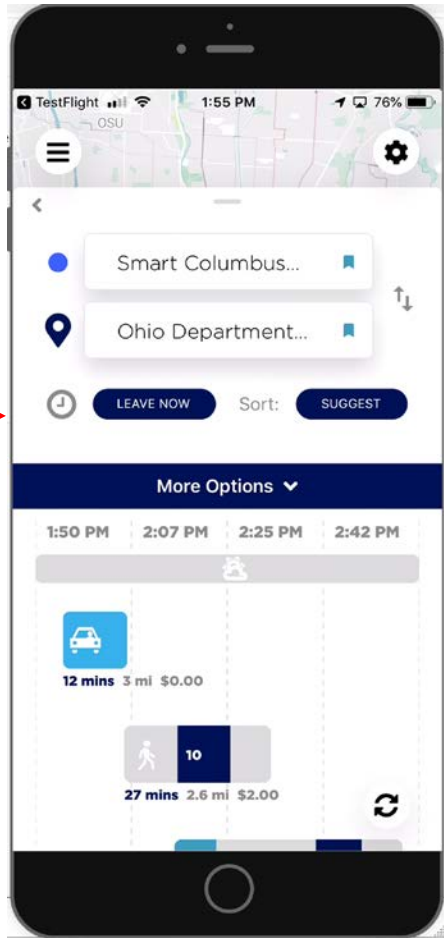 TestFlight 1:55 PM 76%
OSU
Smart Columbus...
Ohio Department...
LEAVE NOW Sort: SUGGEST
More Options
1:50 PM 2:07 PM 2:25 PM 2:42 PM
12 mins 3 mi $0.00
10
27 mins 2.6 mi $2.00